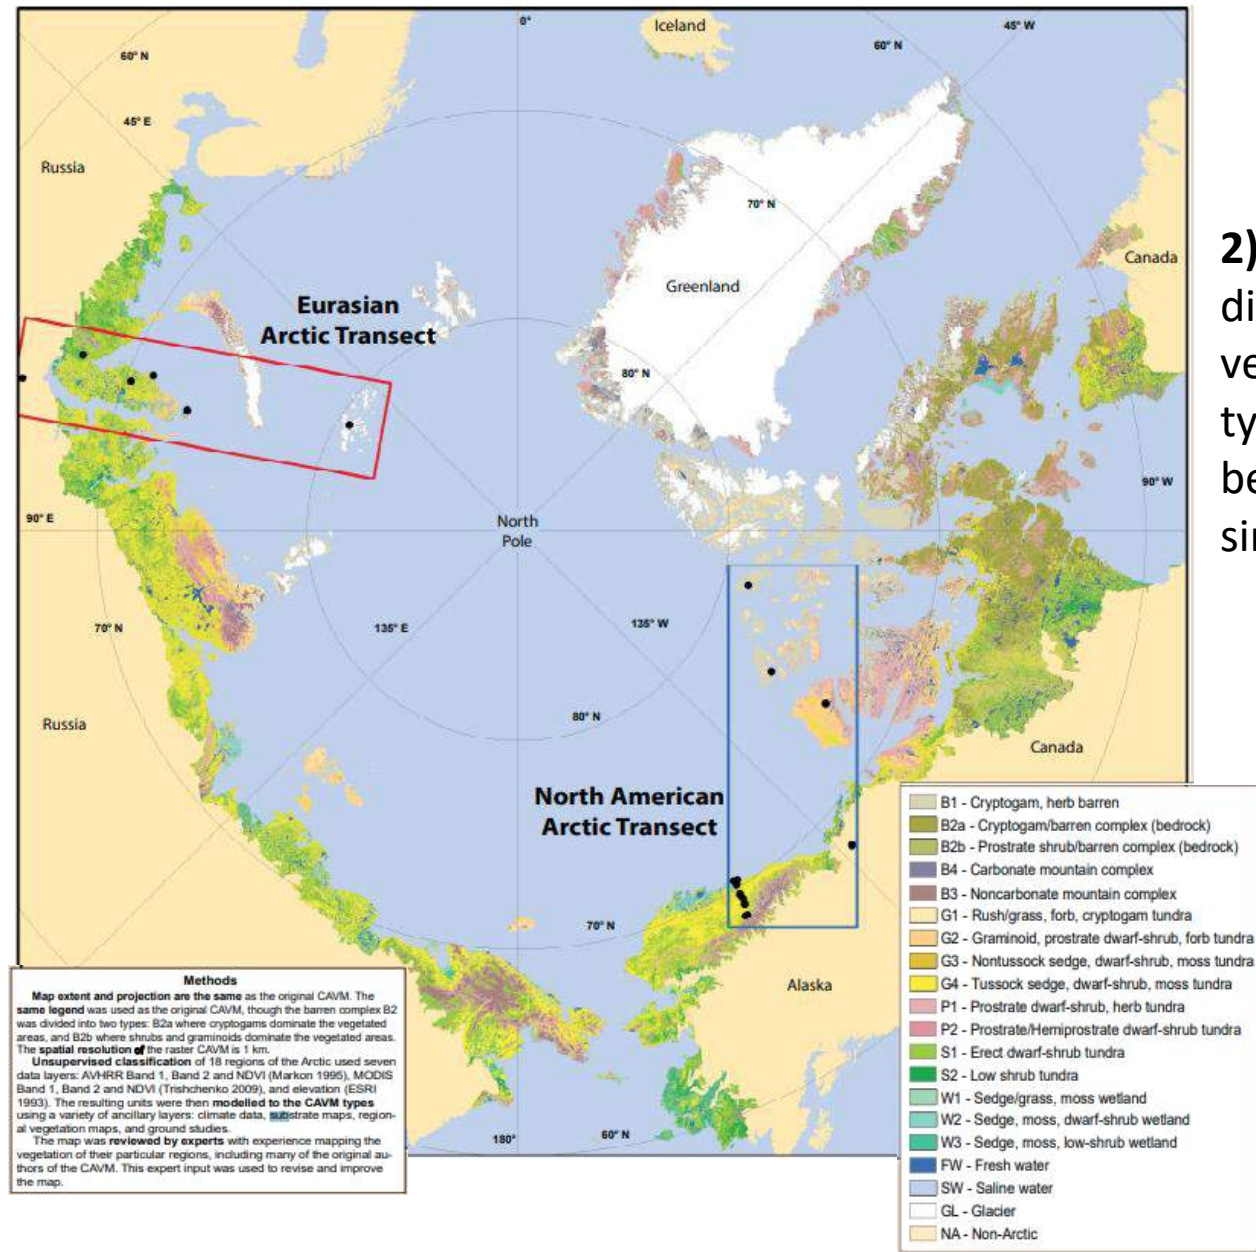 0°
Iceland
45° W
60° N
60° N
45° E
Russia
70° N
Canada
Eurasian
Arctic Transect
Greenland
80° N
90° W
90° E
North
Pole
70° N
135° E
135° W
Russia
80° N
Canada
North American
Arctic Transect
70° N
Alaska
180°
60° N
2)
di
ve
ty
be
sin
Methods
Map extent and projection are the same as the original CAVM. The
same legend was used as the original CAVM, though the barren complex B2
was divided into two types: B2a where cryptogams dominate the vegetated
areas, and B2b where shrubs and graminoids dominate the vegetated areas.
The spatial resolution of the raster CAVM is 1 km.
Unsupervised classification of 18 regions of the Arctic used seven
data layers: AVHRR Band 1, Band 2 and NDVI (Markon 1995), MODIS
Band 1, Band 2 and NDVI (Trishchenko 2009), and elevation (ESRI
1993). The resulting units were then modelled to the CAVM types
using a variety of ancillary layers: climate data, substrate maps, region-
al vegetation maps, and ground studies.
The map was reviewed by experts with experience mapping the
vegetation of their particular regions, including many of the original au-
thors of the CAVM. This expert input was used to revise and improve
the map.
B1 - Cryptogam, herb barren
B2a - Cryptogam/barren complex (bedrock)
B2b - Prostrate shrub/barren complex (bedrock)
B4 - Carbonate mountain complex
B3 - Noncarbonate mountain complex
G1 - Rush/grass, forb, cryptogam tundra
G2 - Graminoid, prostrate dwarf-shrub, forb tundra
G3 - Nontussock sedge, dwarf-shrub, moss tundra
G4 - Tussock sedge, dwarf-shrub, moss tundra
P1 - Prostrate dwarf-shrub, herb tundra
P2 - Prostrate/Hemiprostrate dwarf-shrub tundra
S1 - Erect dwarf-shrub tundra
S2 - Low shrub tundra
W1 - Sedge/grass, moss wetland
W2 - Sedge, moss, dwarf-shrub wetland
W3 - Sedge, moss, low-shrub wetland
FW - Fresh water
SW - Saline water
GL - Glacier
NA - Non-Arctic